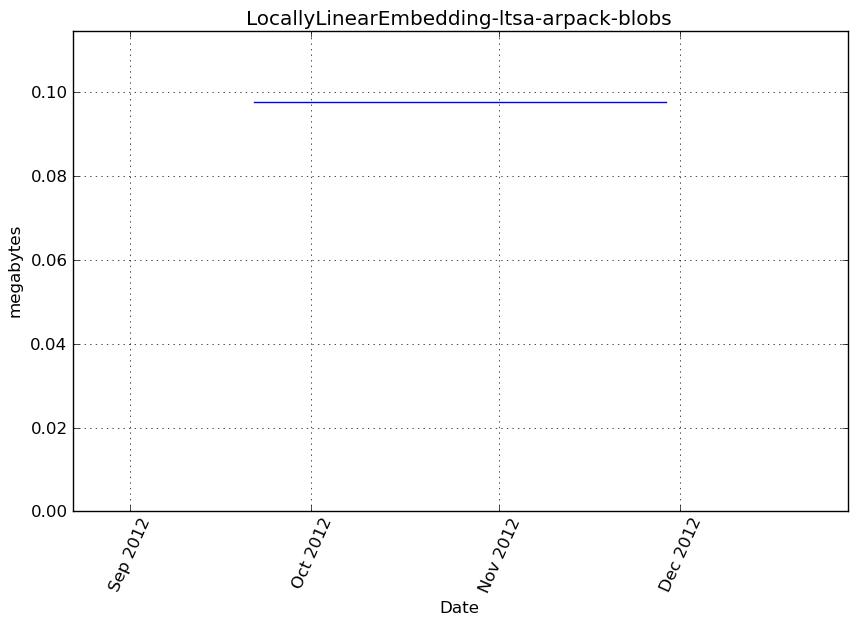 LocallyLinearEmbedding-ltsa-arpack-blobs
megabytes
0.10
0.08
0.06
0.04
0.02
0.00
Sep 2012
Oct 2012
Nov 2012
Dec 2012
Date